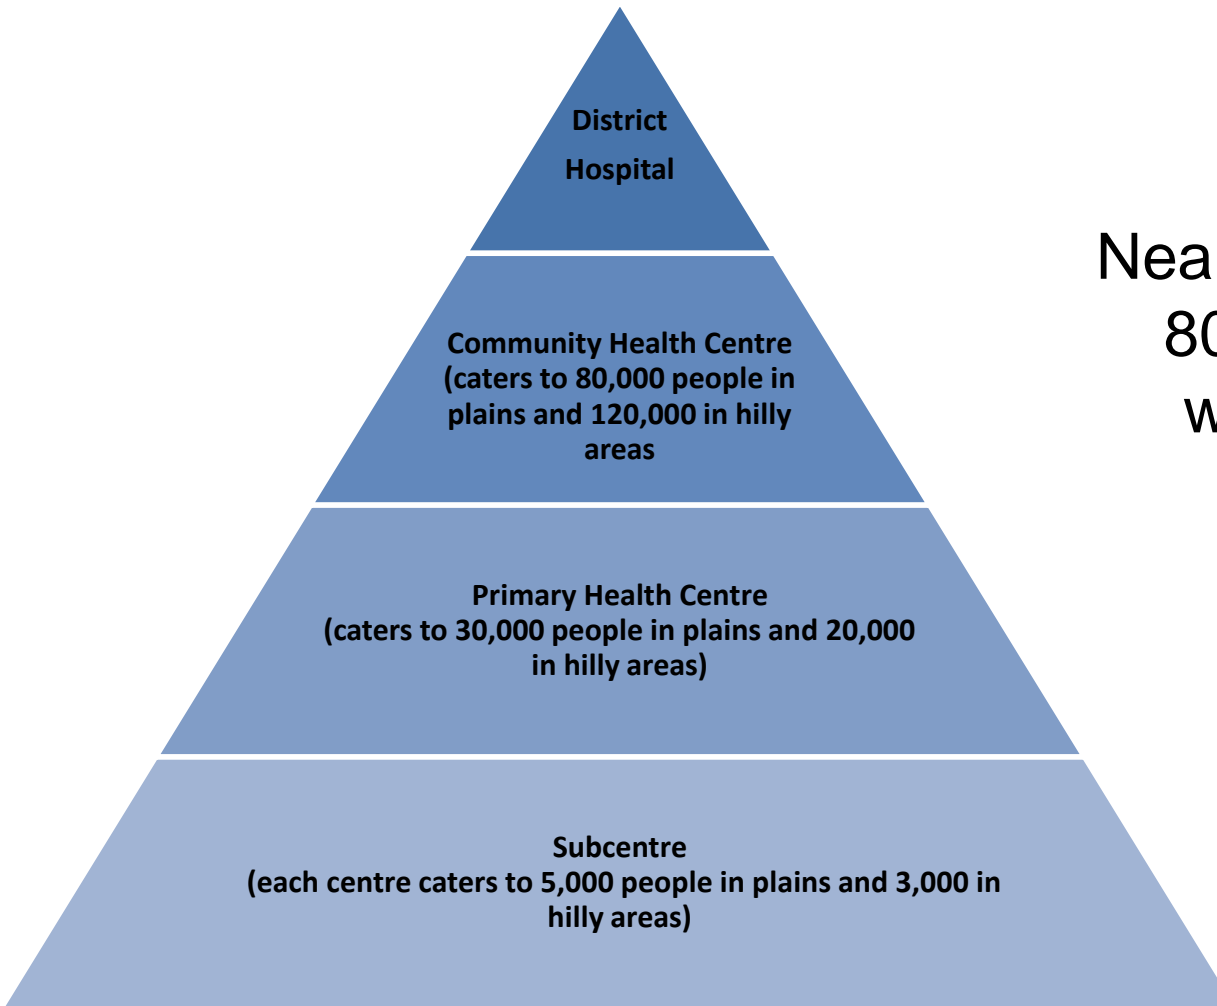 District
Hospital
Community Health Centre
(caters to 80,000 people in
plains and 120,000 in hilly
areas
Primary Health Centre
(caters to 30,000 people in plains and 20,000
in hilly areas)
Subcentre
(each centre caters to 5,000 people in plains and 3,000 in
hilly areas)